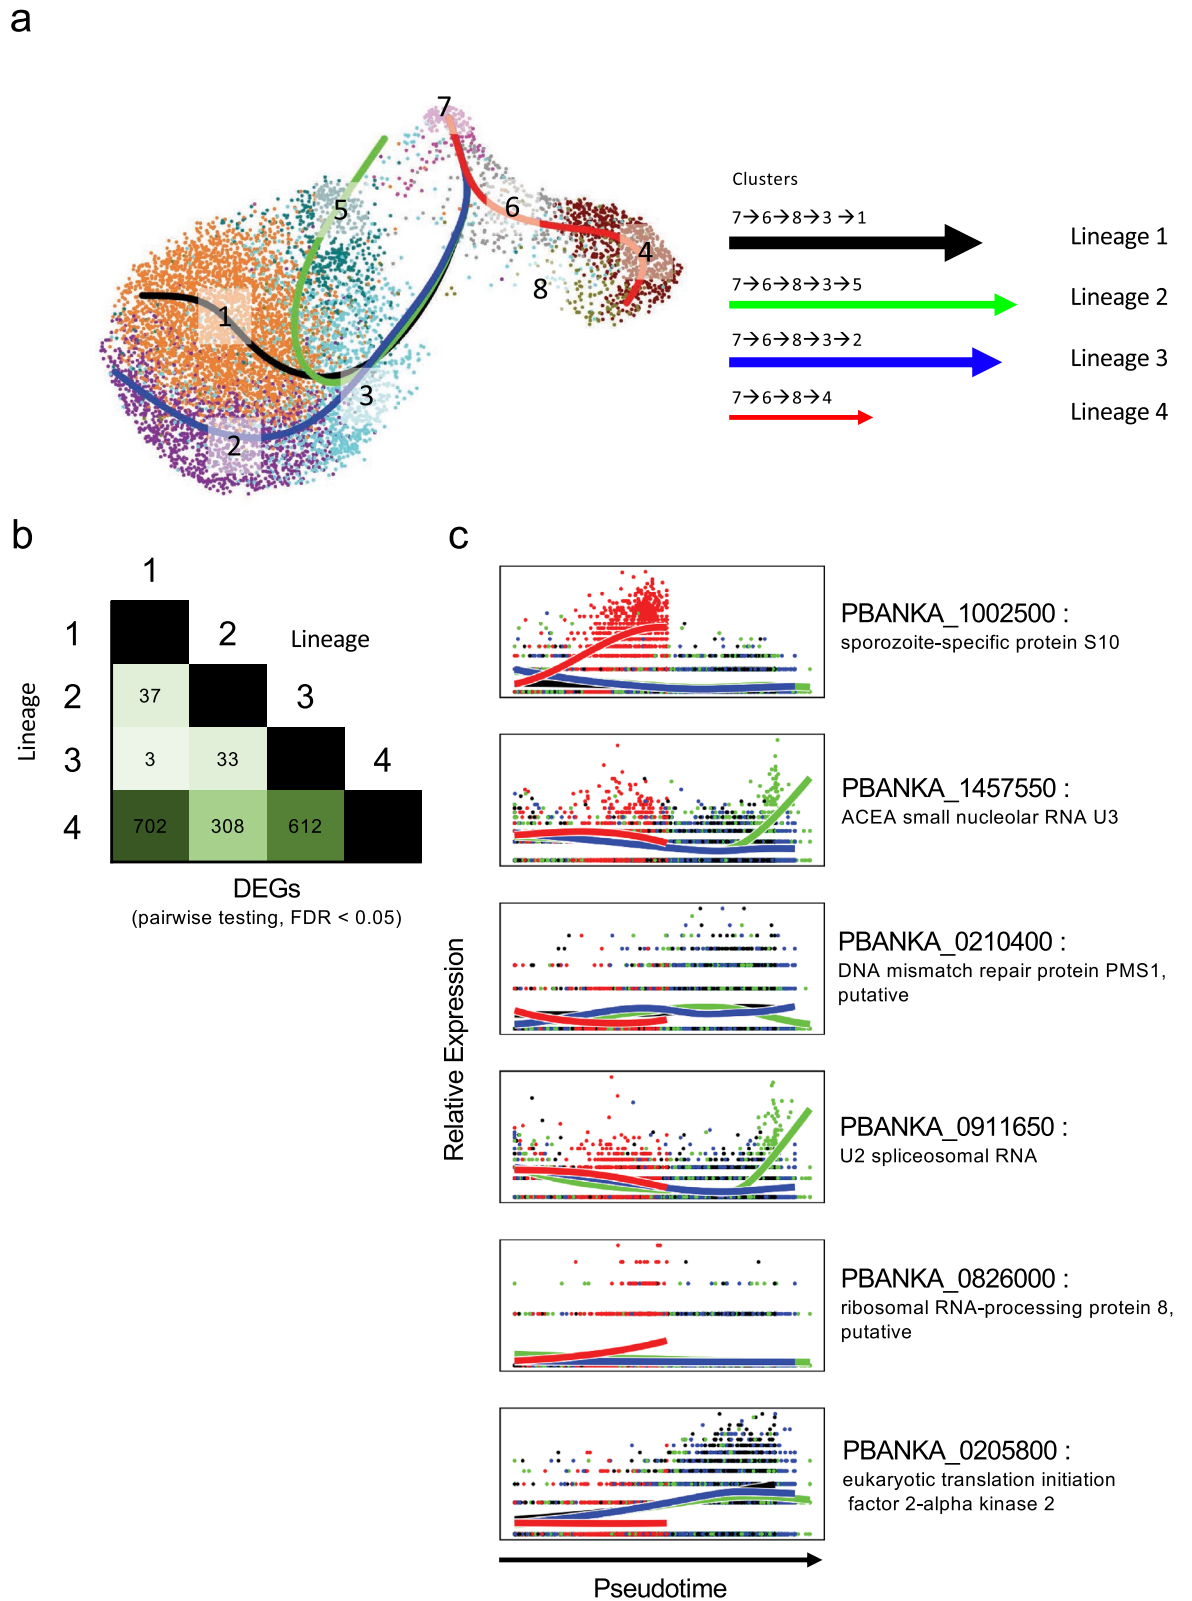 a
7
5
6
4
8
1
3
2
Clusters
7→6→8→3→1
Lineage 1
7→6→8→3→5
Lineage 2
7→6→8→3→2
Lineage 3
7→6→8→4
Lineage 4
b
1
1
2
Lineage
2
37
3
Lineage
3
3
33
4
4
702
308
612
DEGs
(pairwise testing, FDR < 0.05)
c
PBANKA_1002500 :
sporozoite-specific protein S10
PBANKA_1457550 :
ACEA small nucleolar RNA U3
PBANKA_0210400 :
DNA mismatch repair protein PMS1,
putative
PBANKA_0911650 :
U2 spliceosomal RNA
PBANKA_0826000 :
ribosomal RNA-processing protein 8,
putative
PBANKA_0205800 :
eukaryotic translation initiation
factor 2-alpha kinase 2
Relative Expression
Pseudotime